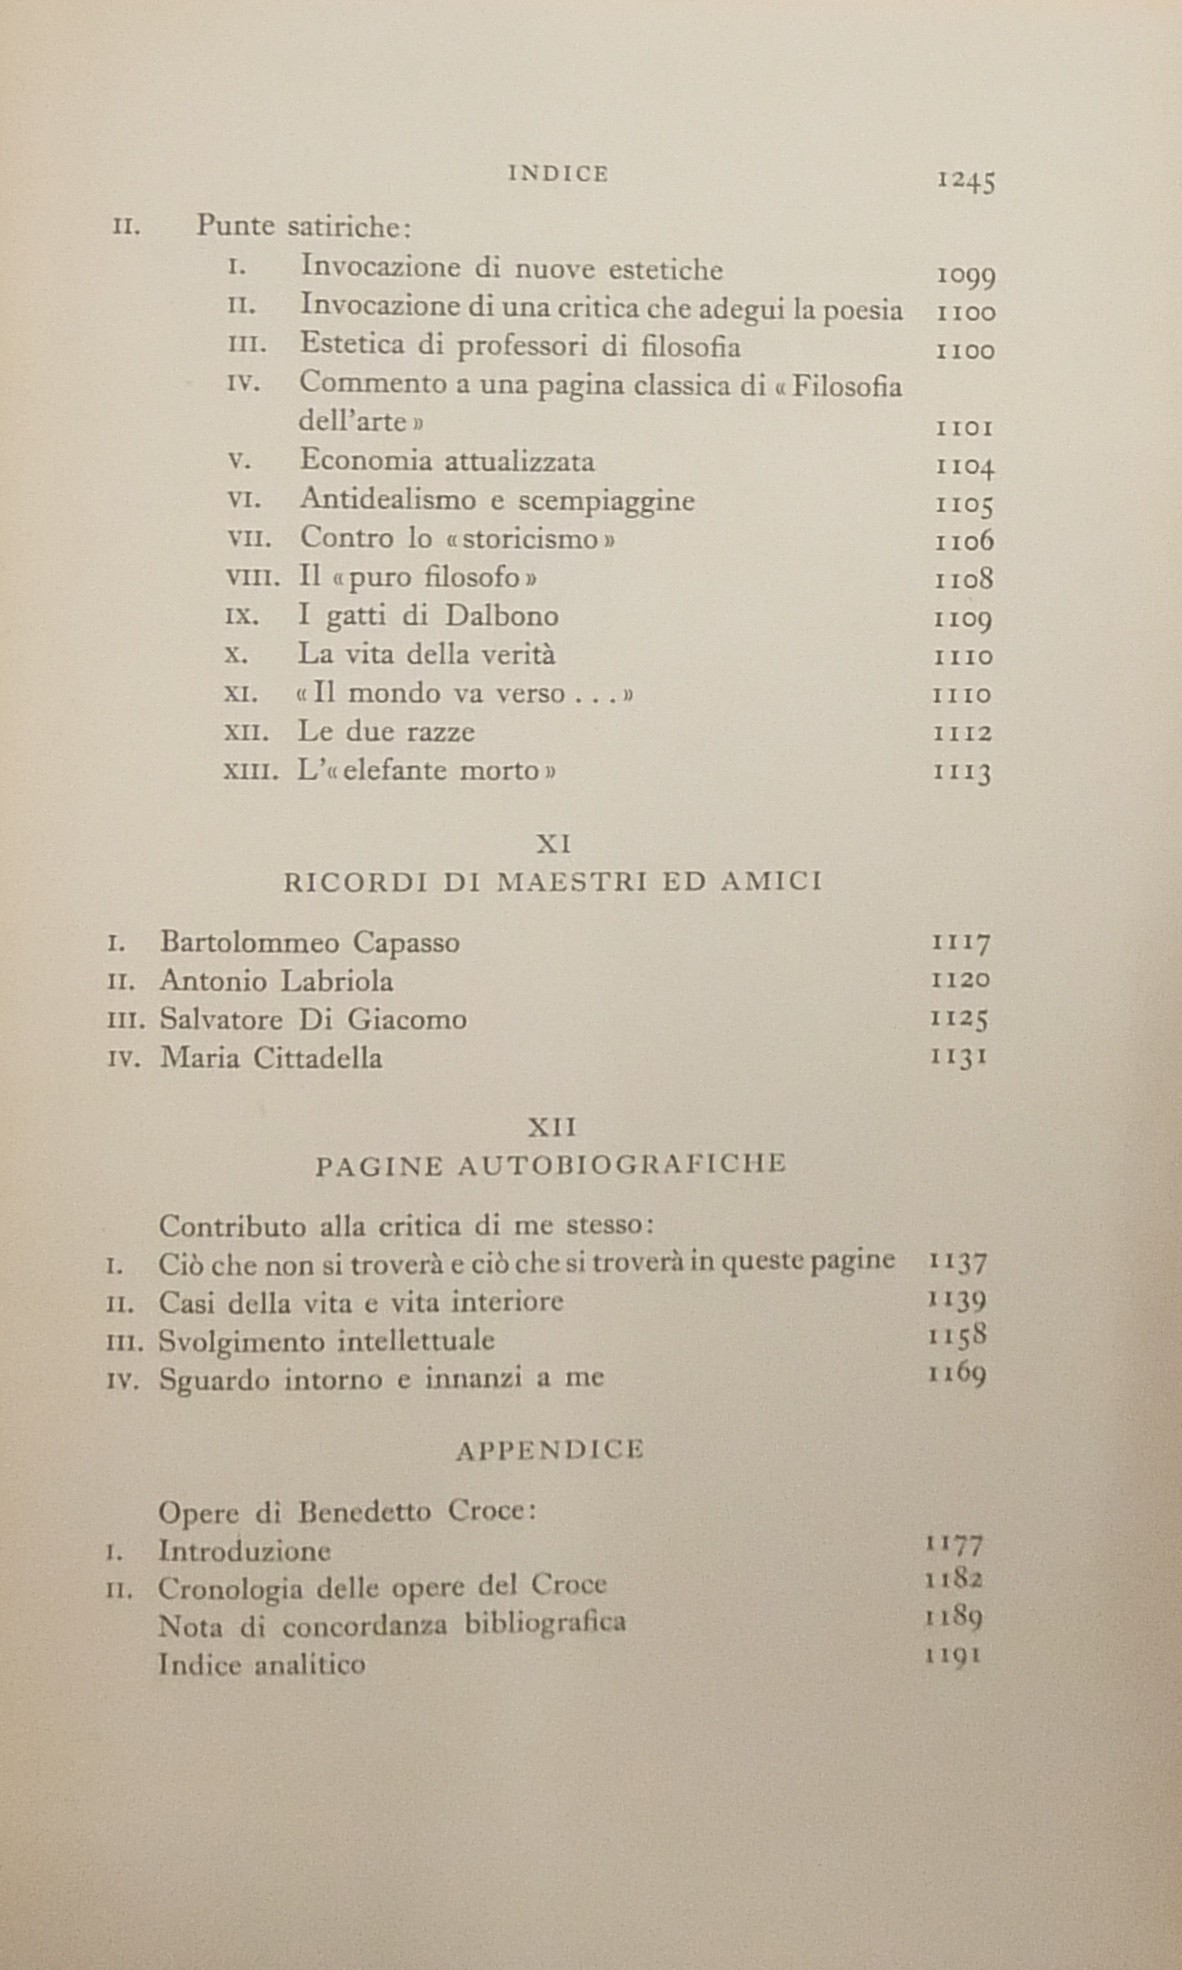 INDICE 1245
II. Punte satiriche:
I. Invocazione di nuove estetiche 1099
II. Invocazione di una critica che adegui la poesia 1100
III. Estetica di professori di filosofia 1100
IV. Commento a una pagina classica di « Filosofia
dell'arte » 1101
V. Economia attualizzata 1104
VI. Antidealismo e scempiaggine 1105
VII. Contro lo « storicismo » 1106
VIII. Il « puro filosofo » 1108
IX. I gatti di Dalbono 1109
X. La vita della verità 1110
XI. « Il mondo va verso . . . » 1110
XII. Le due razze 1112
XIII. L'« elefante morto » 1113
XI
RICORDI DI MAESTRI ED AMICI
I. Bartolommeo Capasso 1117
II. Antonio Labriola 1120
III. Salvatore Di Giacomo 1125
IV. Maria Cittadella 1131
XII
PAGINE AUTOBIOGRAFICHE
Contributo alla critica di me stesso:
I. Ciò che non si troverà e ciò che si troverà in queste pagine 1137
II. Casi della vita e vita interiore 1139
III. Svolgimento intellettuale 1158
IV. Sguardo intorno e innanzi a me 1169
APPENDICE
Opere di Benedetto Croce:
I. Introduzione 1177
II. Cronologia delle opere del Croce 1182
Nota di concordanza bibliografica 1189
Indice analitico 1191